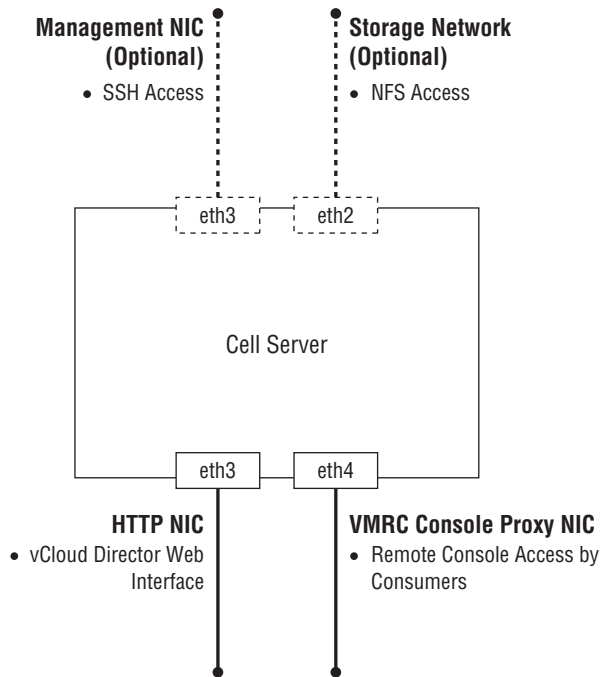 Management NIC
(Optional)
• SSH Access
Storage Network
(Optional)
• NFS Access
eth3
eth2
Cell Server
eth3
eth4
HTTP NIC
• vCloud Director Web
Interface
VMRC Console Proxy NIC
• Remote Console Access by
Consumers